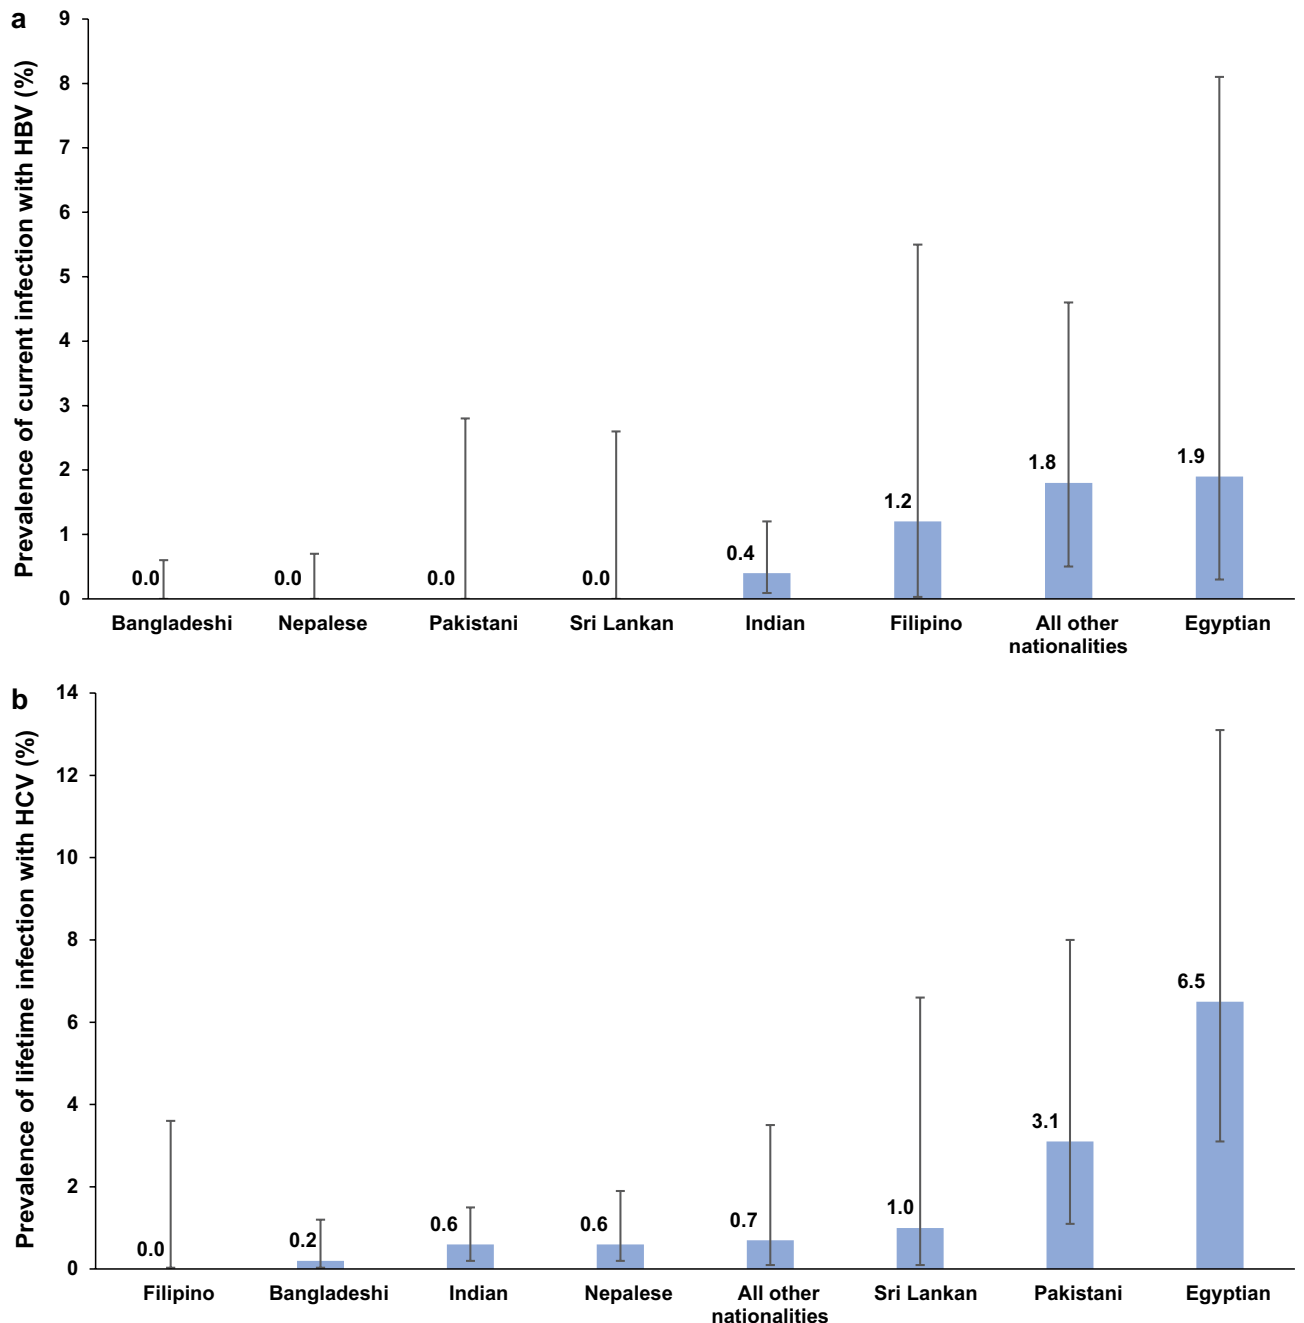 a
Prevalence of current infection with HBV (%)
9
8
7
6
5
4
3
2
1
0
0.0
0.0
0.0
0.0
0.4
1.2
1.8
1.9
Bangladeshi
Nepalese
Pakistani
Sri Lankan
Indian
Filipino
All other
nationalities
Egyptian
b
Prevalence of lifetime infection with HCV (%)
14
12
10
8
6
4
2
0
0.0
0.2
0.6
0.6
0.7
1.0
3.1
6.5
Filipino
Bangladeshi
Indian
Nepalese
All other
nationalities
Sri Lankan
Pakistani
Egyptian